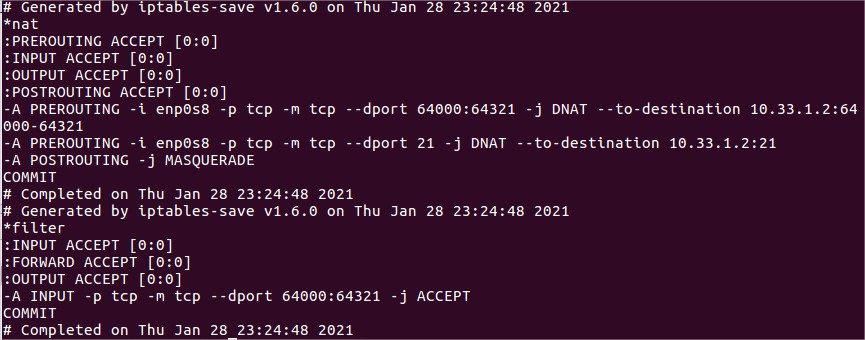 # Generated by iptables-save v1.6.0 on Thu Jan 28 23:24:48 2021
*nat
:PREROUTING ACCEPT [0:0]
:INPUT ACCEPT [0:0]
:OUTPUT ACCEPT [0:0]
:POSTROUTING ACCEPT [0:0]
-A PREROUTING -i enp0s8 -p tcp -m tcp --dport 64000:64321 -j DNAT --to-destination 10.33.1.2:64
000-64321
-A PREROUTING -i enp0s8 -p tcp -m tcp --dport 21 -j DNAT --to-destination 10.33.1.2:21
-A POSTROUTING -j MASQUERADE
COMMIT
# Completed on Thu Jan 28 23:24:48 2021
# Generated by iptables-save v1.6.0 on Thu Jan 28 23:24:48 2021
*filter
:INPUT ACCEPT [0:0]
:FORWARD ACCEPT [0:0]
:OUTPUT ACCEPT [0:0]
-A INPUT -p tcp -m tcp --dport 64000:64321 -j ACCEPT
COMMIT
# Completed on Thu Jan 28 23:24:48 2021